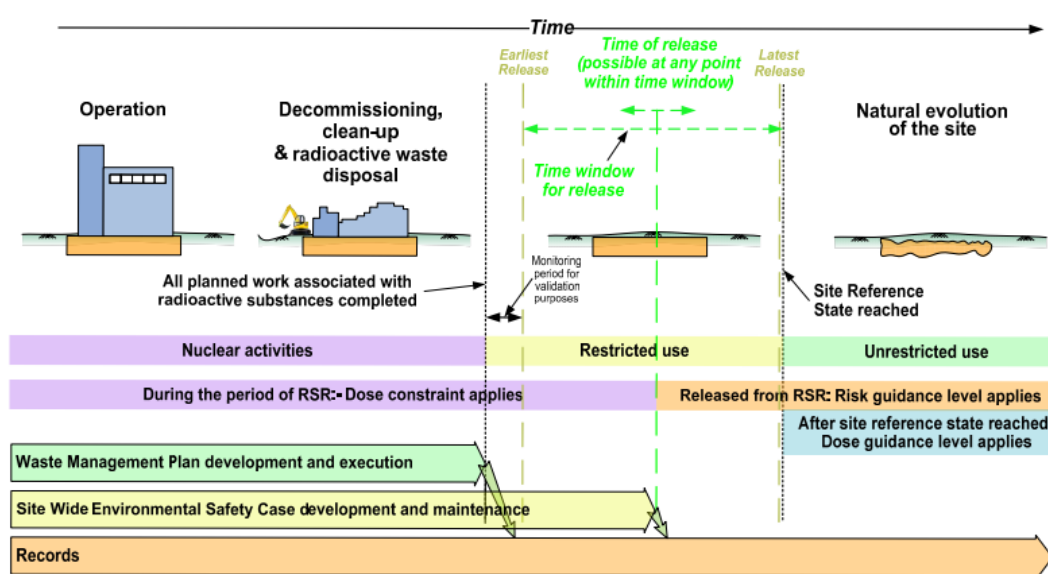 Time
Earliest
Release
Time of release
(possible at any point
within time window)
Latest
Release
Operation
Decommissioning,
clean-up
& radioactive waste
disposal
Natural evolution
of the site
Time window
for release
All planned work associated with
radioactive substances completed
Monitoring
period for
validation
purposes
Site Reference
State reached
Nuclear activities
Restricted use
Unrestricted use
During the period of RSR:- Dose constraint applies
Released from RSR: Risk guidance level applies
After site reference state reached
Dose guidance level applies
Waste Management Plan development and execution
Site Wide Environmental Safety Case development and maintenance
Records